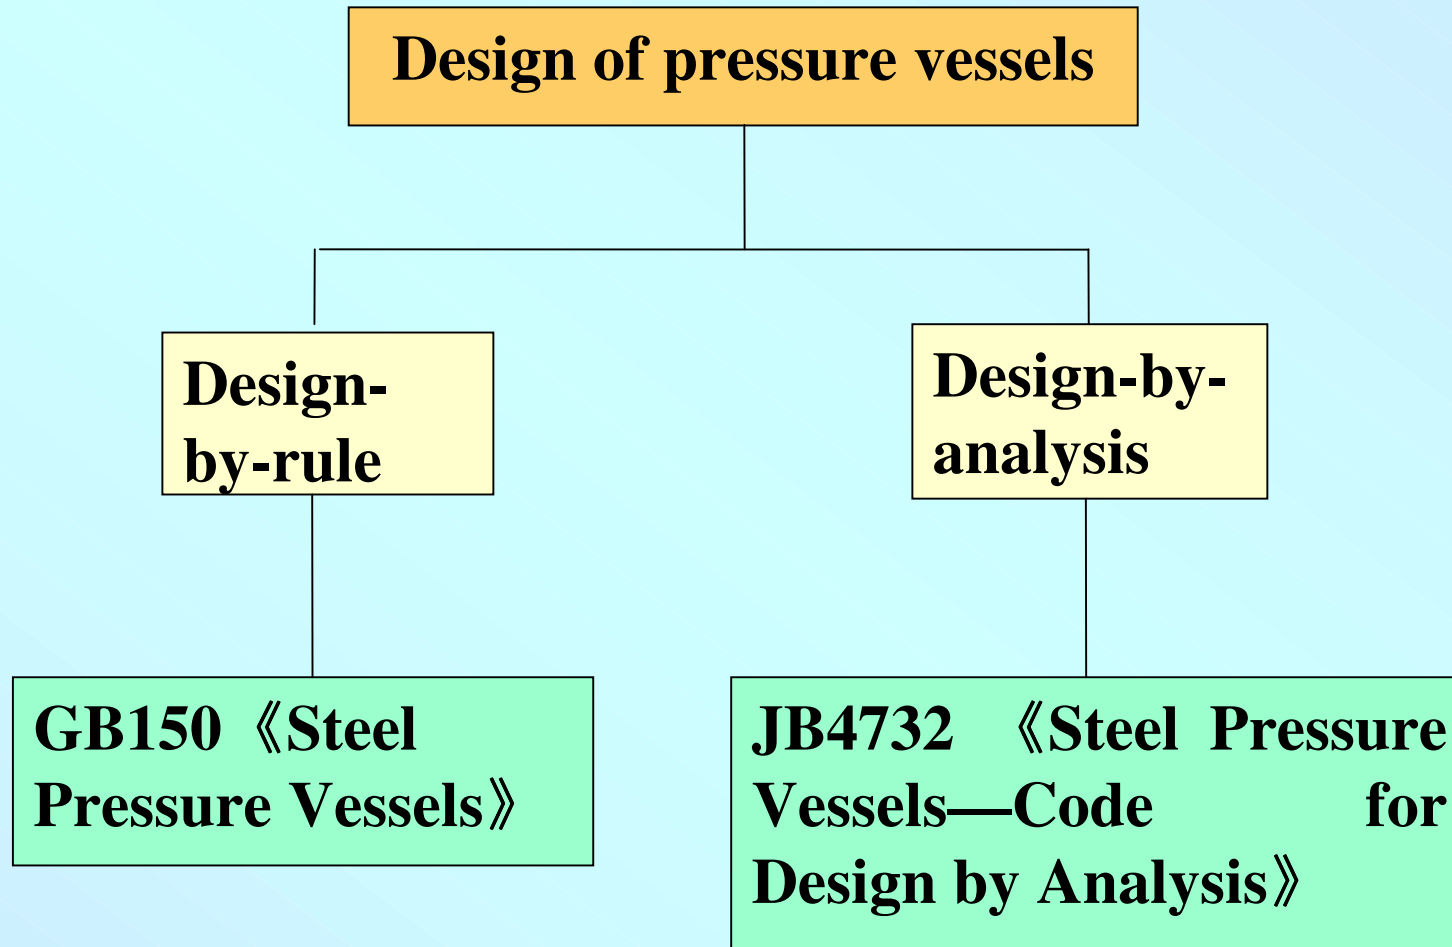 Design of pressure vessels
Design-
by-rule
Design-by-
analysis
GB150《Steel
Pressure Vessels》
JB4732 《Steel Pressure
Vessels—Code for
Design by Analysis》